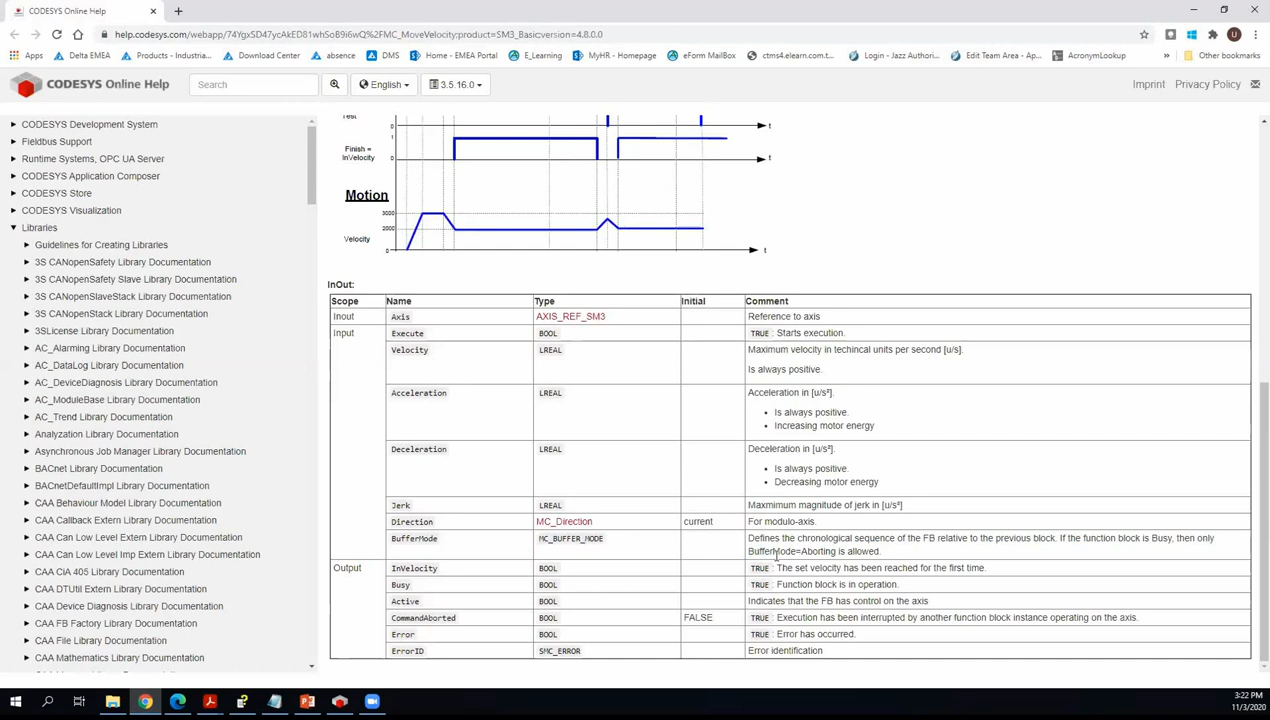 CODESYS Online Help
help.codesys.com/webapp/74YgxSD47ycAkED81whSoB9i6wQ%2FMC_MoveVelocity;product=SM3_Basic;version=4.8.0.0
Apps
Delta EMEA
Products - Industria...
Download Center
absence
DMS
Home - EMEA Portal
E_Learning
MyHR - Homepage
eForm MailBox
ctms4.elearn.com.t...
Login - Jazz Authori...
Edit Team Area - Ap...
AcronymLookup
Other bookmarks
CODESYS Online Help
Search
English
3.5.16.0
Imprint
Privacy Policy
CODESYS Development System
Fieldbus Support
Runtime Systems, OPC UA Server
CODESYS Application Composer
CODESYS Store
CODESYS Visualization
Libraries
Guidelines for Creating Libraries
3S CANopenSafety Library Documentation
3S CANopenSafety Slave Library Documentation
3S CANopenSlaveStack Library Documentation
3S CANopenStack Library Documentation
3SLicense Library Documentation
AC_Alarming Library Documentation
AC_DataLog Library Documentation
AC_DeviceDiagnosis Library Documentation
AC_ModuleBase Library Documentation
AC_Trend Library Documentation
Analyzation Library Documentation
Asynchronous Job Manager Library Documentation
BACnet Library Documentation
BACnetDefaultImpl Library Documentation
CAA Behaviour Model Library Documentation
CAA Callback Extern Library Documentation
CAA Can Low Level Extern Library Documentation
CAA Can Low Level Imp Extern Library Documentation
CAA CiA 405 Library Documentation
CAA DTUtil Extern Library Documentation
CAA Device Diagnosis Library Documentation
CAA FB Factory Library Documentation
CAA File Library Documentation
CAA Mathematics Library Documentation
Test
0
t
1
Finish =
InVelocity
0
t
Motion
3000
2000
Velocity
0
t
InOut:
Scope Name Type Initial Comment
Inout Axis AXIS_REF_SM3 Reference to axis
Input Execute BOOL TRUE : Starts execution.
Velocity LREAL Maximum velocity in techincal units per second [u/s].
Is always positive.
Acceleration LREAL Acceleration in [u/s²].
Is always positive.
Increasing motor energy
Deceleration LREAL Deceleration in [u/s²].
Is always positive.
Decreasing motor energy
Jerk LREAL Maxmimum magnitude of jerk in [u/s³]
Direction MC_Direction current For modulo-axis.
BufferMode MC_BUFFER_MODE Defines the chronological sequence of the FB relative to the previous block. If the function block is Busy, then only
BufferMode=Aborting is allowed.
Output InVelocity BOOL TRUE : The set velocity has been reached for the first time.
Busy BOOL TRUE : Function block is in operation.
Active BOOL Indicates that the FB has control on the axis
CommandAborted BOOL FALSE TRUE : Execution has been interrupted by another function block instance operating on the axis.
Error BOOL TRUE : Error has occurred.
ErrorID SMC_ERROR Error identification
3:22 PM
11/3/2020